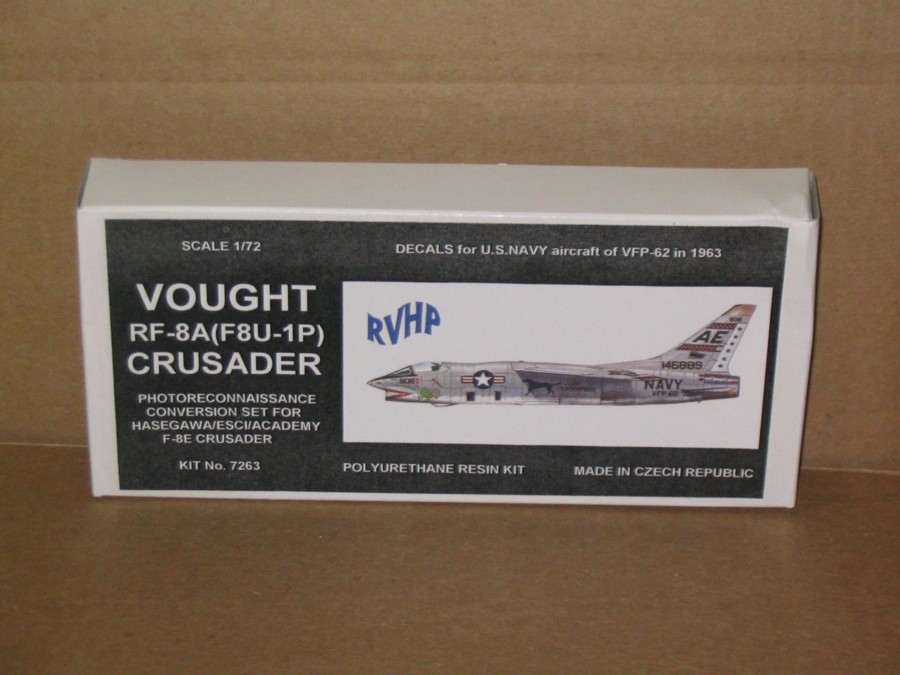 SCALE 1/72
DECALS for U.S.NAVY aircraft of VFP-62 in 1963
VOUGHT
RF-8A(F8U-1P)
CRUSADER
PHOTORECONNAISSANCE
CONVERSION SET FOR
HASEGAWA/ESCI/ACADEMY
F-8E CRUSADER
KIT No. 7263
RVHP
908
AE
146889
NAVY
VFP-62
908
POLYURETHANE RESIN KIT
MADE IN CZECH REPUBLIC